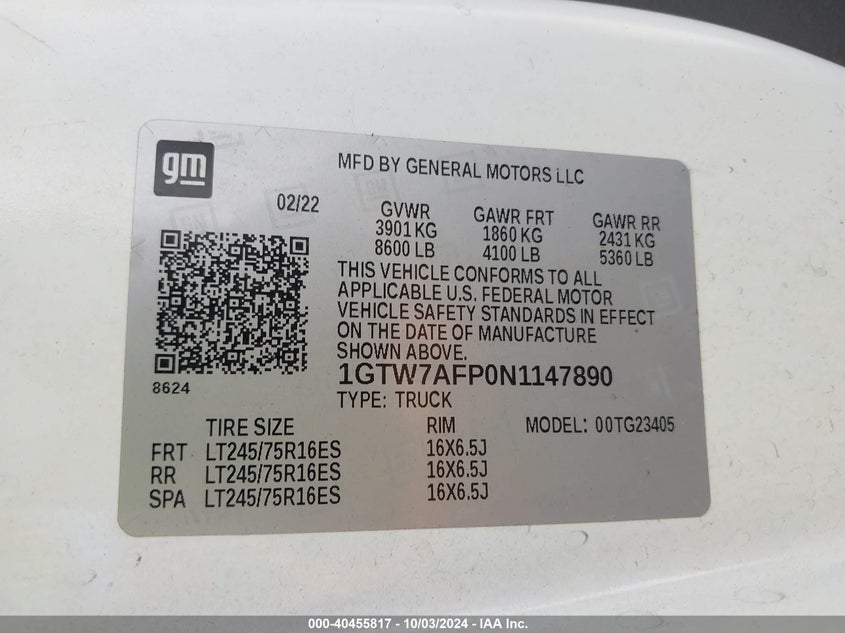 gm
MFD BY GENERAL MOTORS LLC
02/22
GVWR GAWR FRT GAWR RR
3901 KG 1860 KG 2431 KG
8600 LB 4100 LB 5360 LB
THIS VEHICLE CONFORMS TO ALL
APPLICABLE U.S. FEDERAL MOTOR
VEHICLE SAFETY STANDARDS IN EFFECT
ON THE DATE OF MANUFACTURE
SHOWN ABOVE.
8624
1GTW7AFP0N1147890
TYPE: TRUCK
TIRE SIZE RIM MODEL: 00TG23405
FRT LT245/75R16ES 16X6.5J
RR LT245/75R16ES 16X6.5J
SPA LT245/75R16ES 16X6.5J
000-40455817 - 10/03/2024 - IAA Inc.